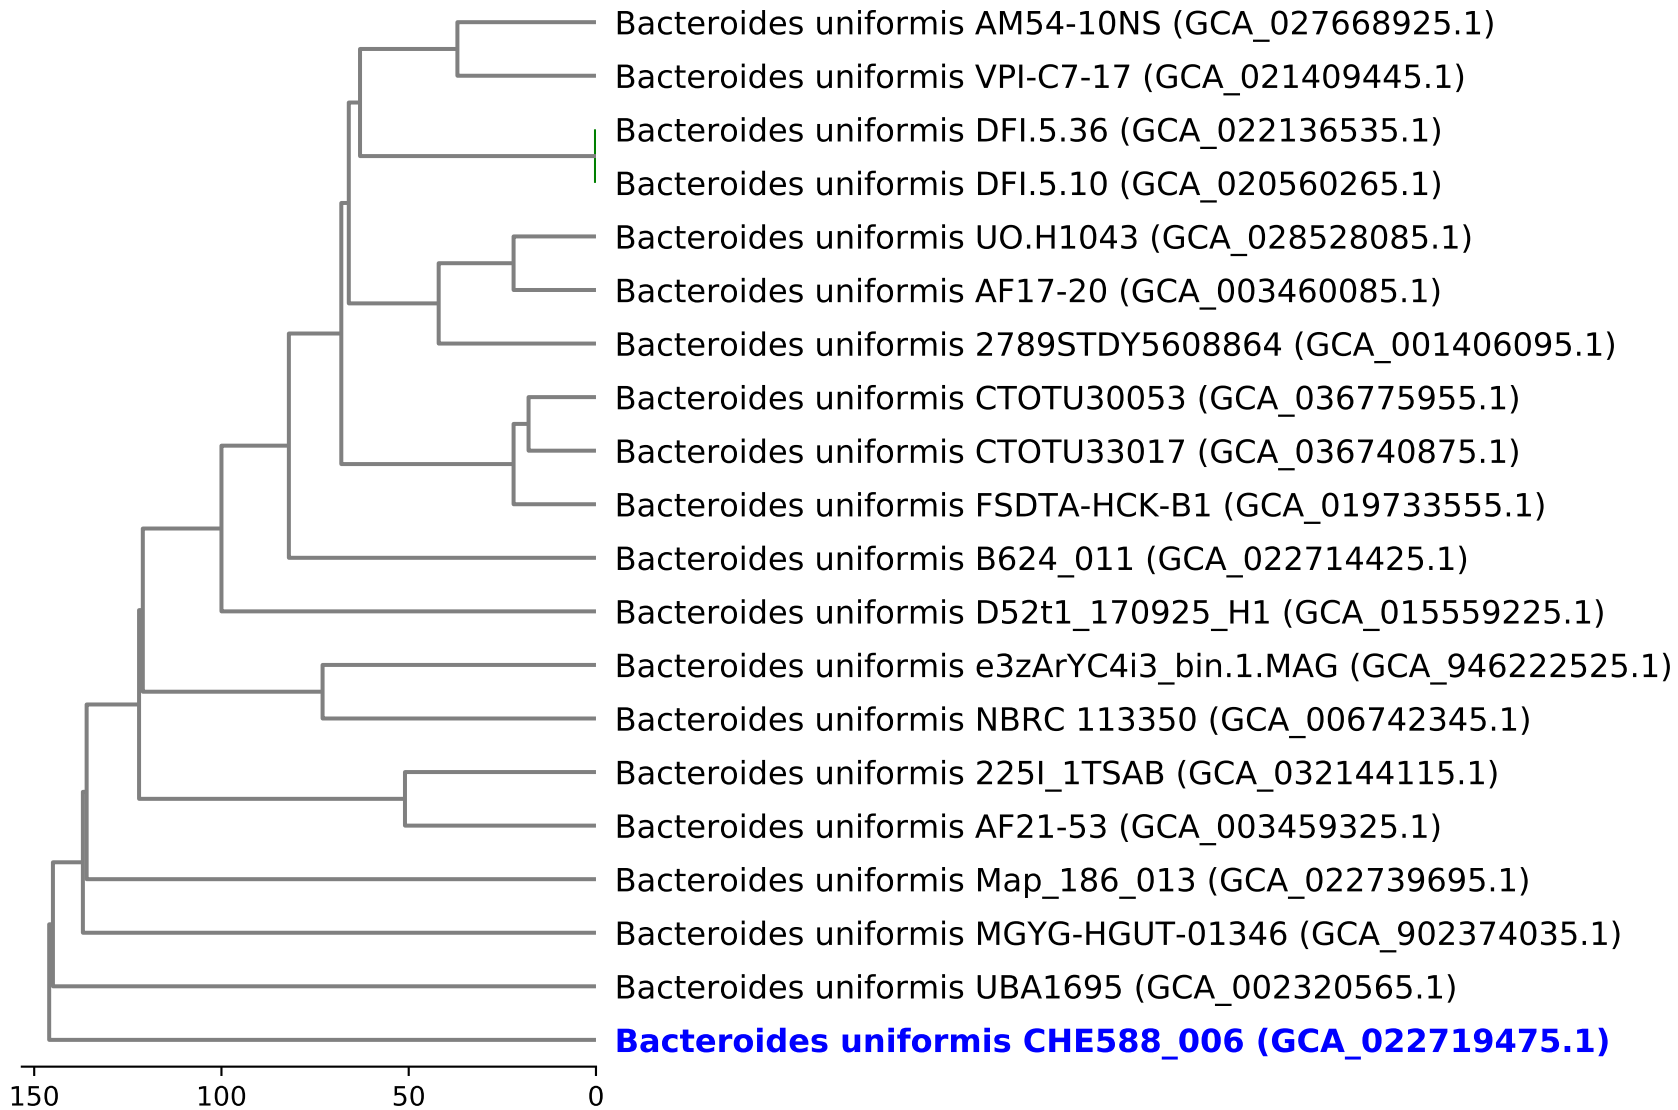 Bacteroides uniformis AM54-10NS (GCA_027668925.1)
Bacteroides uniformis VPI-C7-17 (GCA_021409445.1)
Bacteroides uniformis DFI.5.36 (GCA_022136535.1)
Bacteroides uniformis DFI.5.10 (GCA_020560265.1)
Bacteroides uniformis UO.H1043 (GCA_028528085.1)
Bacteroides uniformis AF17-20 (GCA_003460085.1)
Bacteroides uniformis 2789STDY5608864 (GCA_001406095.1)
Bacteroides uniformis CTOTU30053 (GCA_036775955.1)
Bacteroides uniformis CTOTU33017 (GCA_036740875.1)
Bacteroides uniformis FSDTA-HCK-B1 (GCA_019733555.1)
Bacteroides uniformis B624_011 (GCA_022714425.1)
Bacteroides uniformis D52t1_170925_H1 (GCA_015559225.1)
Bacteroides uniformis e3zArYC4i3_bin.1.MAG (GCA_946222525.1)
Bacteroides uniformis NBRC 113350 (GCA_006742345.1)
Bacteroides uniformis 225I_1TSAB (GCA_032144115.1)
Bacteroides uniformis AF21-53 (GCA_003459325.1)
Bacteroides uniformis Map_186_013 (GCA_022739695.1)
Bacteroides uniformis MGYG-HGUT-01346 (GCA_902374035.1)
Bacteroides uniformis UBA1695 (GCA_002320565.1)
Bacteroides uniformis CHE588_006 (GCA_022719475.1)
150 100 50 0